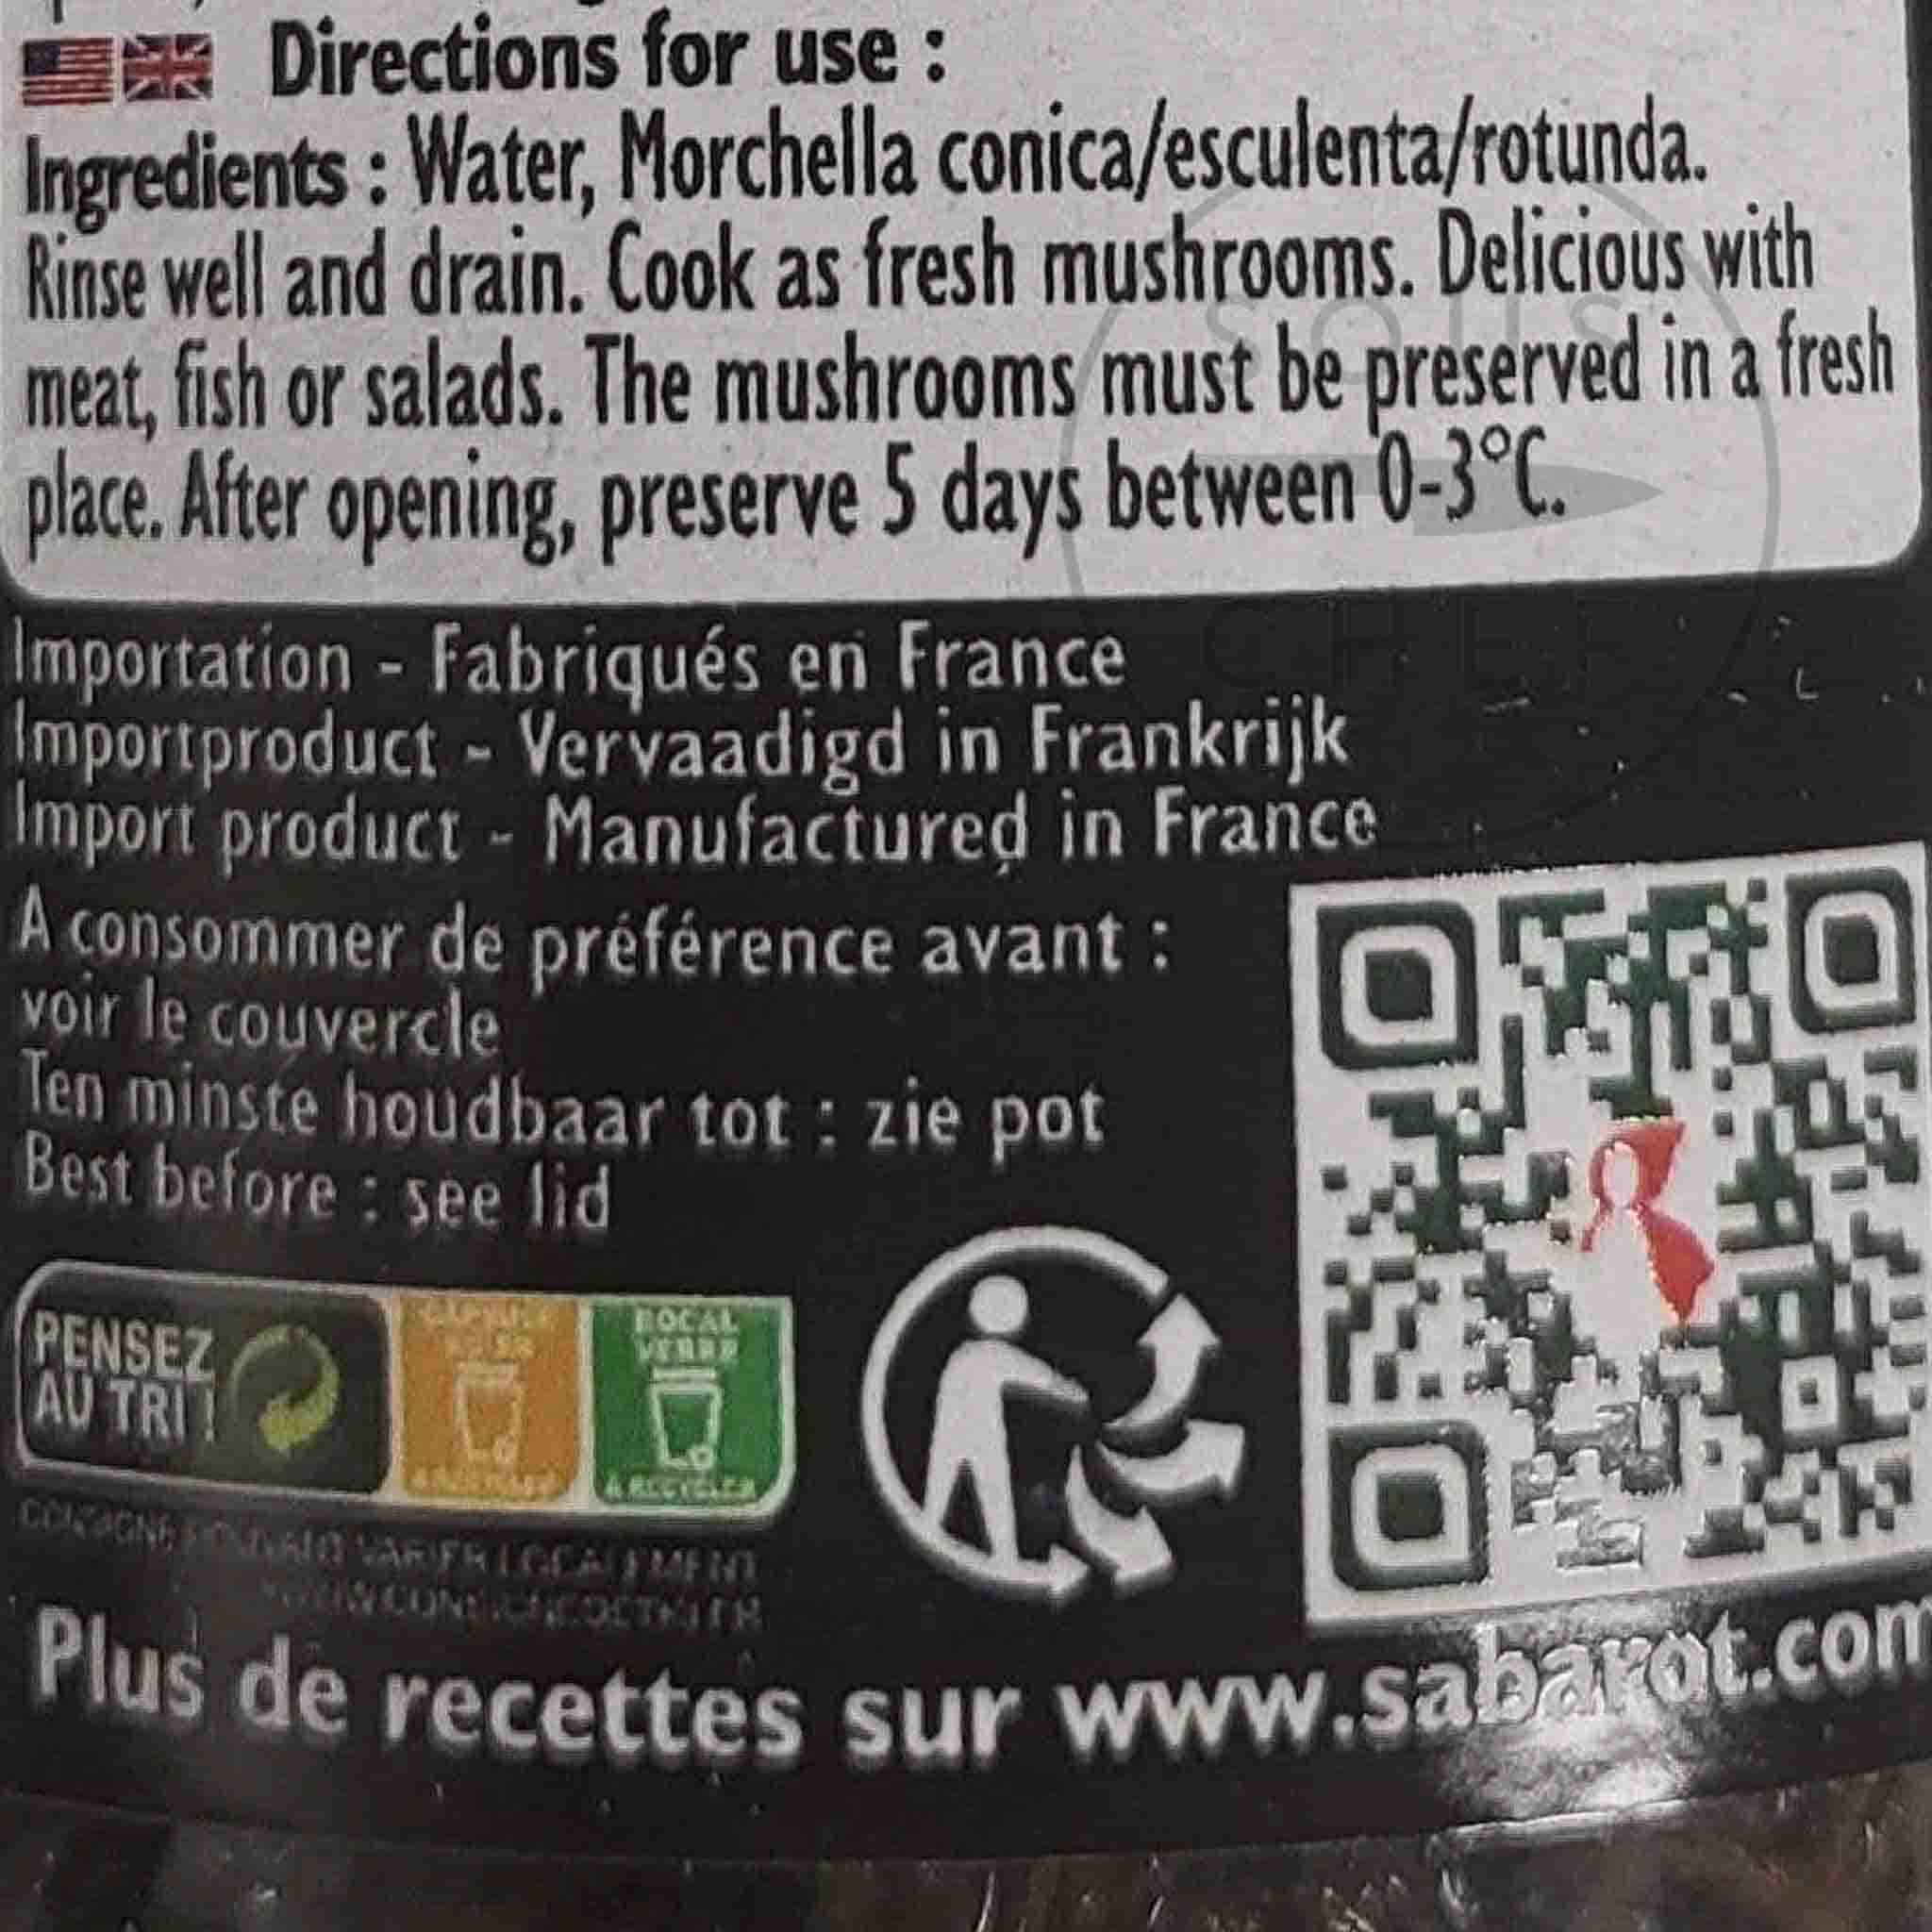 Directions for use :
Ingredients : Water, Morchella conica/esculenta/rotunda.
Rinse well and drain. Cook as fresh mushrooms. Delicious with
meat, fish or salads. The mushrooms must be preserved in a fresh
place. After opening, preserve 5 days between 0-3°C.
SOUS
CHEF
Importation - Fabriqués en France
Importproduct - Vervaadigd in Frankrijk
Import product - Manufactured in France
A consommer de préférence avant :
voir le couvercle
Ten minste houdbaar tot : zie pot
Best before : see lid
PENSEZ
AU TRI !
BOCAL
VERRE
À RECYCLER
VARIER LOCALEMENT
Plus de recettes sur www.sabarot.com